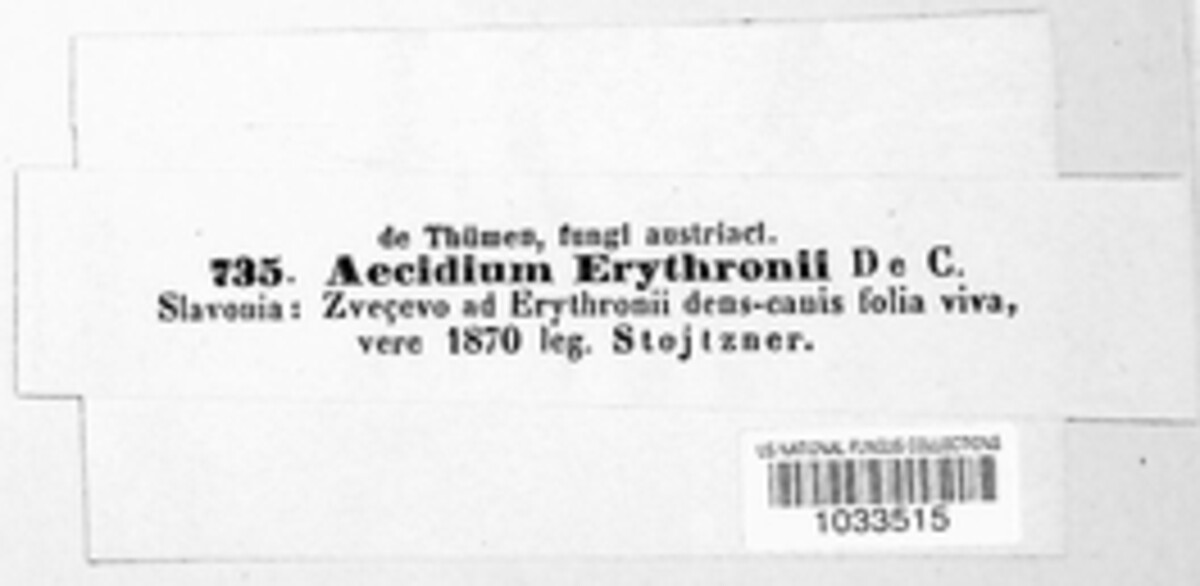 de Thümen, fungi austriaci.
735. Aecidium Erythronii De C.
Slavonia: Zveçevo ad Erythronii dens-canis folia viva,
vere 1870 leg. Stojtzner.
US NATIONAL FUNGUS COLLECTIONS
1033515